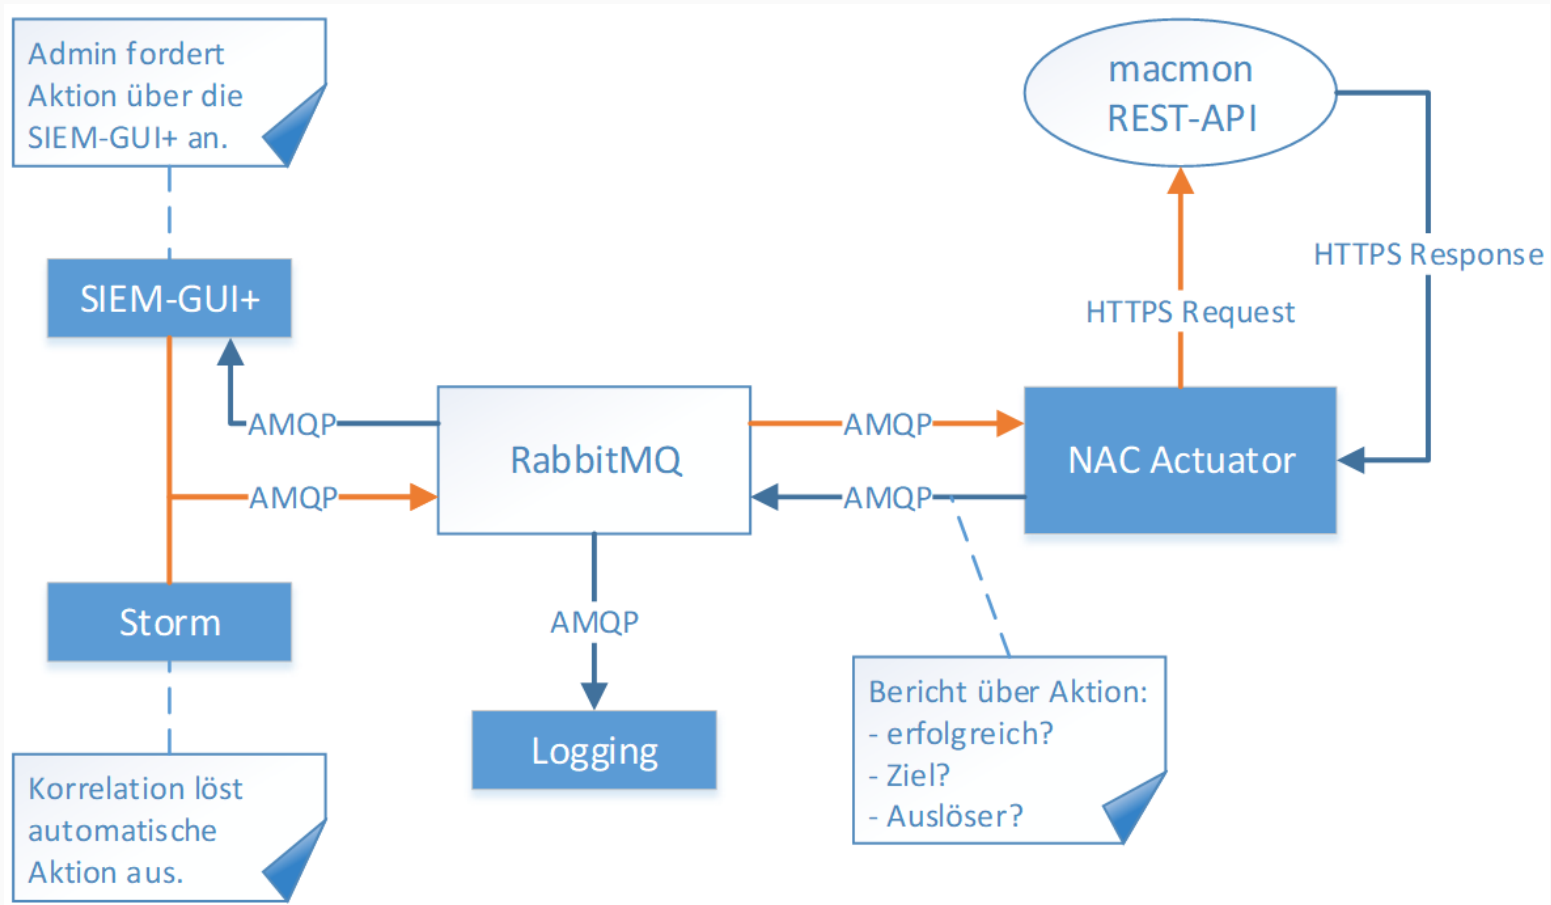 Admin fordert
Aktion über die
SIEM-GUI+ an.
macmon
REST-API
HTTPS Response
SIEM-GUI+
HTTPS Request
AMQP
AMQP
RabbitMQ
NAC Actuator
AMQP
AMQP
Storm
AMQP
Logging
Bericht über Aktion:
- erfolgreich?
- Ziel?
- Auslöser?
Korrelation löst
automatische
Aktion aus.